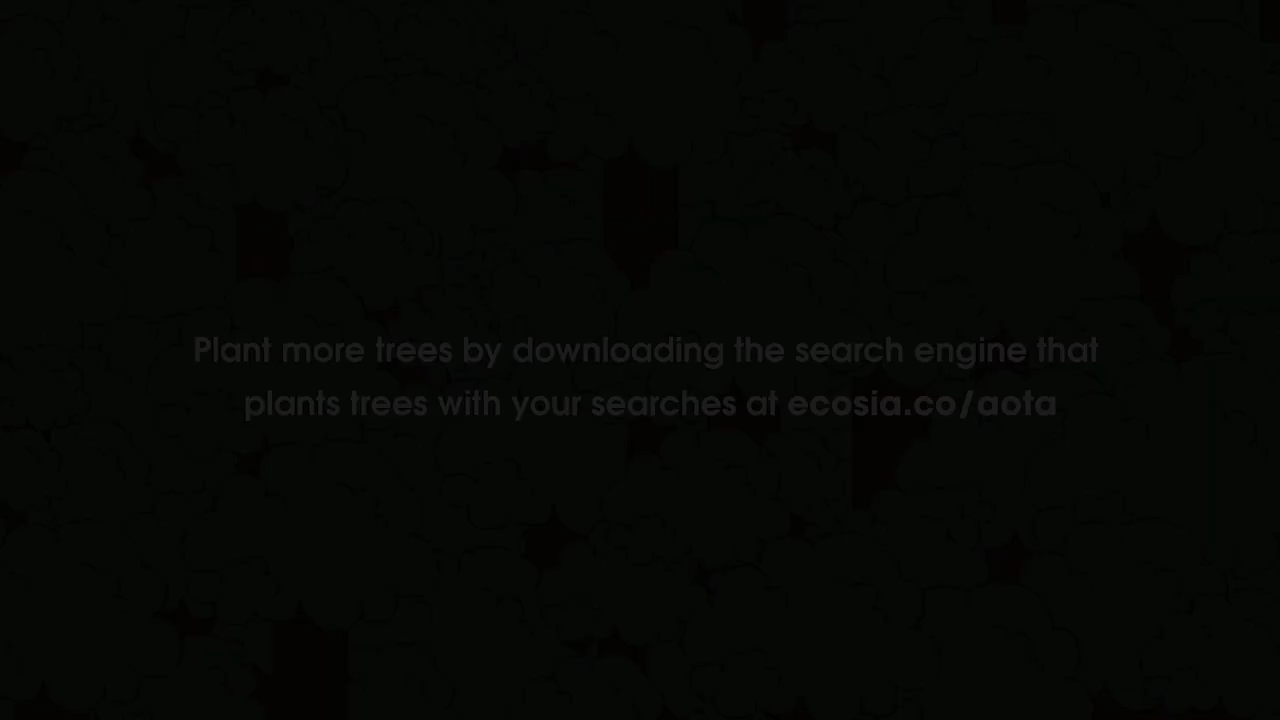 Plant more trees by downloading the search engine that
plants trees with your searches at ecosia.co/aota